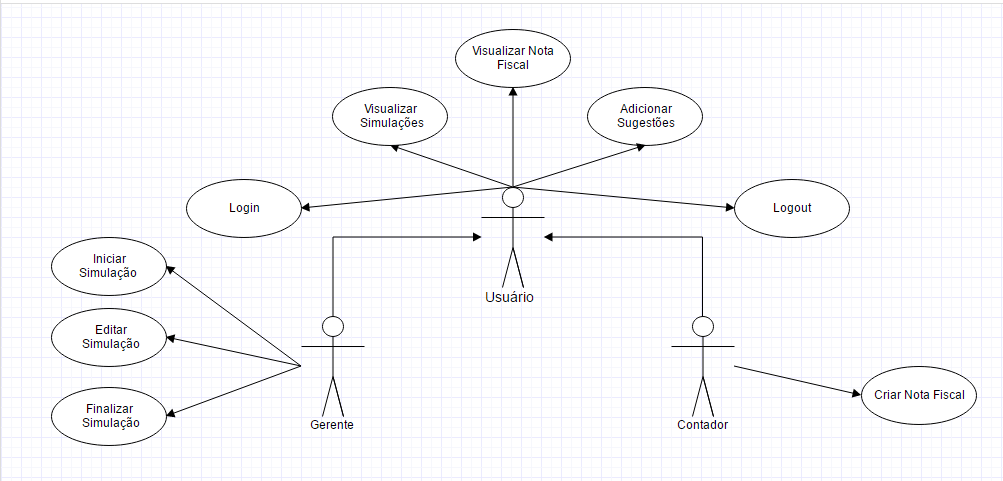 Visualizar Nota
Fiscal
Visualizar
Simulações
Adicionar
Sugestões
Login
Logout
Usuário
Iniciar
Simulação
Editar
Simulação
Finalizar
Simulação
Gerente
Contador
Criar Nota Fiscal